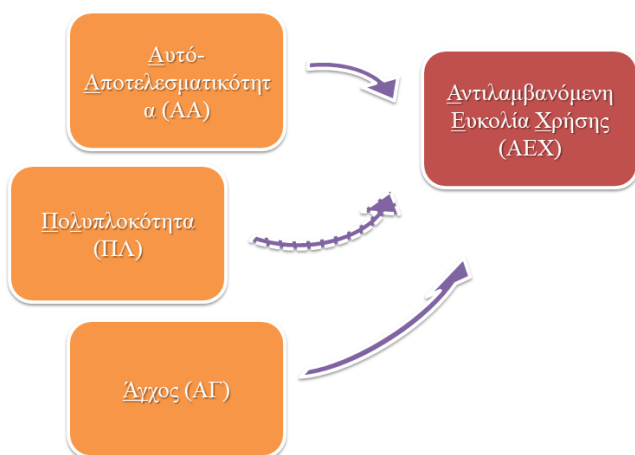 Αυτό-
Αποτελεσματικότητ
α (ΑΑ)
Αντιλαμβανόμενη
Ευκολία Χρήσης
(ΑΕΧ)
Πολυπλοκότητα
(ΠΛ)
Άγχος (ΑΓ)